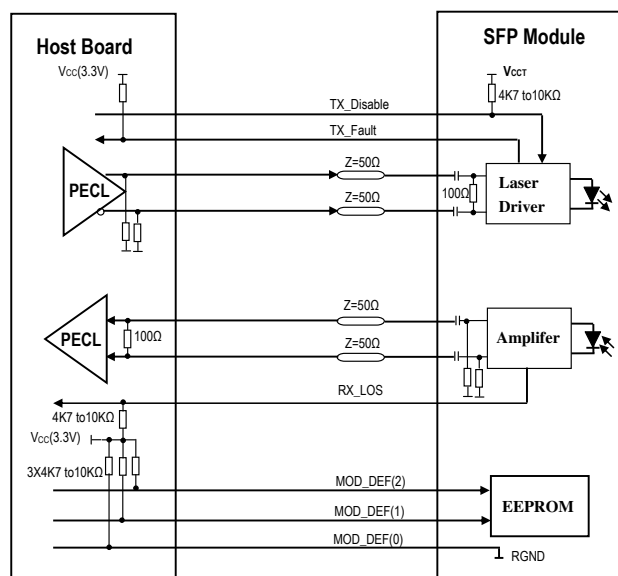 Host Board
SFP Module
Vcc(3.3V)
VCCT
4K7 to10KΩ
TX_Disable
TX_Fault
Z=50Ω
PECL
100Ω
Laser
Driver
Z=50Ω
Z=50Ω
PECL
100Ω
Amplifer
Z=50Ω
RX_LOS
4K7 to10KΩ
Vcc(3.3V)
3X4K7 to10KΩ
MOD_DEF(2)
EEPROM
MOD_DEF(1)
MOD_DEF(0)
RGND